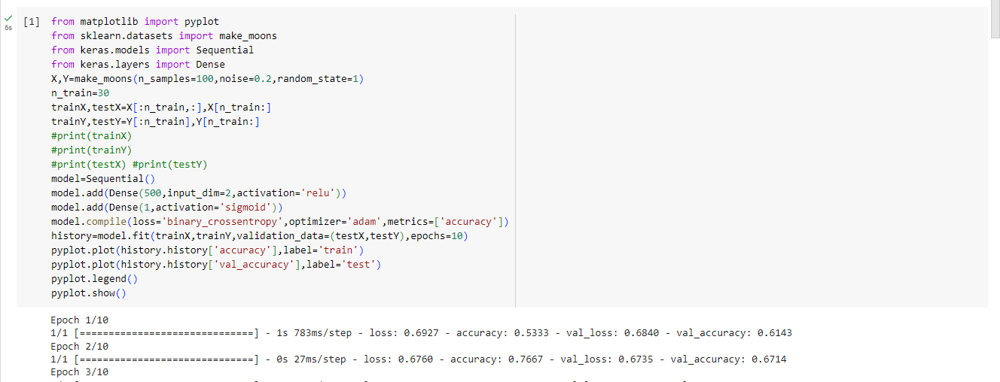 [1] from matplotlib import pyplot
6s
from sklearn.datasets import make_moons
from keras.models import Sequential
from keras.layers import Dense
X,Y=make_moons(n_samples=100,noise=0.2,random_state=1)
n_train=30
trainX,testX=X[:n_train,:],X[n_train:]
trainY,testY=Y[:n_train],Y[n_train:]
#print(trainX)
#print(trainY)
#print(testX) #print(testY)
model=Sequential()
model.add(Dense(500,input_dim=2,activation='relu'))
model.add(Dense(1,activation='sigmoid'))
model.compile(loss='binary_crossentropy',optimizer='adam',metrics=['accuracy'])
history=model.fit(trainX,trainY,validation_data=(testX,testY),epochs=10)
pyplot.plot(history.history['accuracy'],label='train')
pyplot.plot(history.history['val_accuracy'],label='test')
pyplot.legend()
pyplot.show()
Epoch 1/10
1/1 [==============================] - 1s 783ms/step - loss: 0.6927 - accuracy: 0.5333 - val_loss: 0.6840 - val_accuracy: 0.6143
Epoch 2/10
1/1 [==============================] - 0s 27ms/step - loss: 0.6760 - accuracy: 0.7667 - val_loss: 0.6735 - val_accuracy: 0.6714
Epoch 3/10